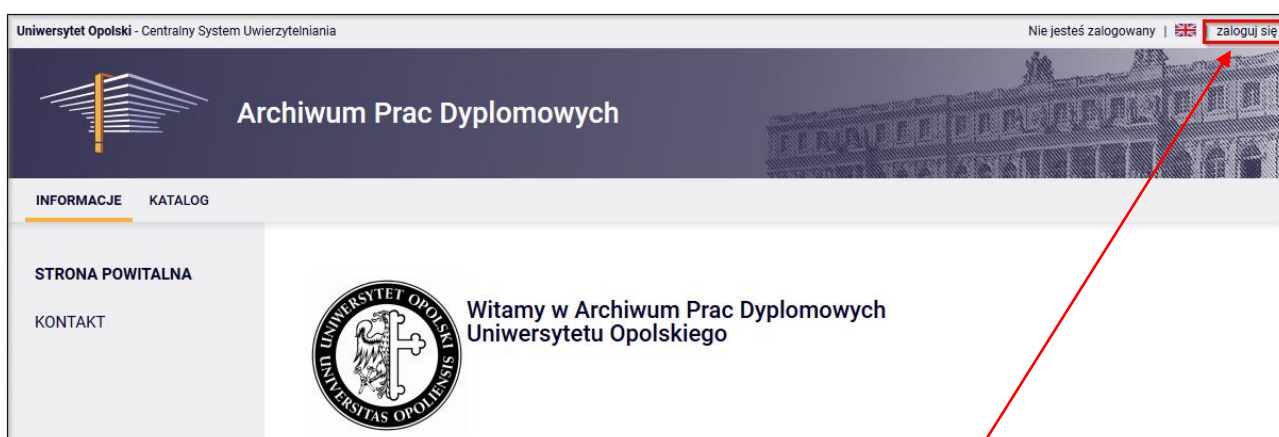 Uniwersytet Opolski - Centralny System Uwierzytelniania
Nie jesteś zalogowany | | zaloguj się
Archiwum Prac Dyplomowych
INFORMACJE KATALOG
STRONA POWITALNA
KONTAKT
UNIWERSYTET OPOLSKI
UNIVERSITAS OPOLIENSIS
Witamy w Archiwum Prac Dyplomowych
Uniwersytetu Opolskiego